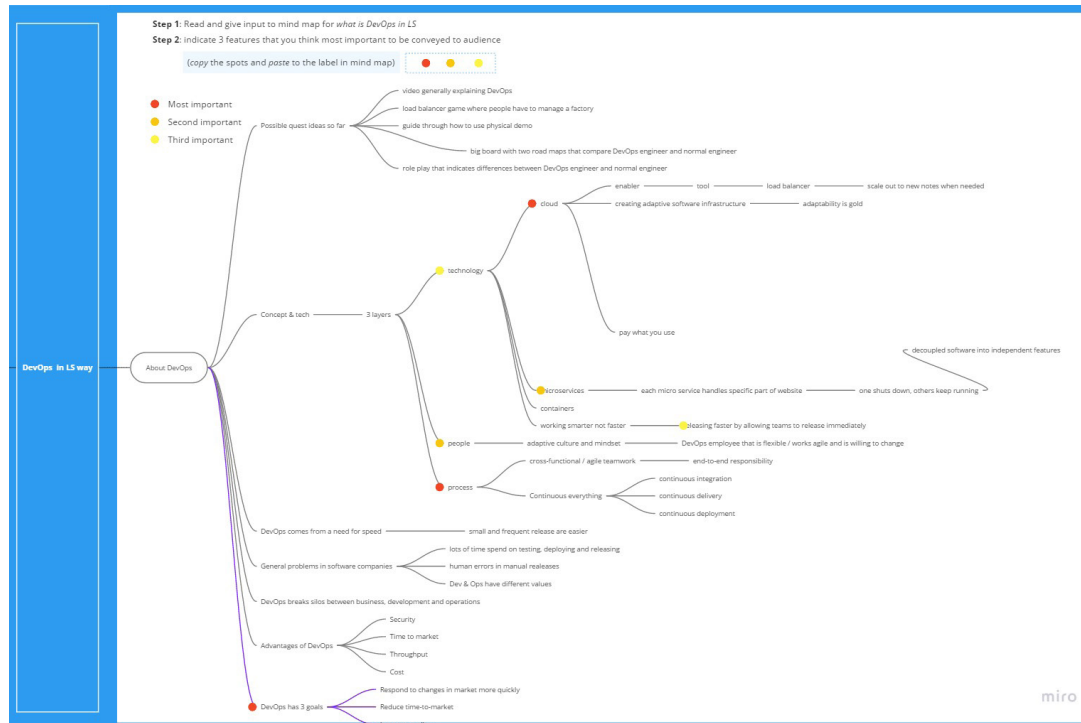 Step 1: Read and give input to mind map for what is DevOps in LS
Step 2: indicate 3 features that you think most important to be conveyed to audience
(copy the spots and paste to the label in mind map)
Most important
Second important
Third important
DevOps in LS way
About DevOps
Possible quest ideas so far
video generally explaining DevOps
load balancer game where people have to manage a factory
guide through how to use physical demo
big board with two road maps that compare DevOps engineer and normal engineer
role play that indicates differences between DevOps engineer and normal engineer
Concept & tech
3 layers
technology
cloud
enabler
tool
load balancer
scale out to new notes when needed
creating adaptive software infrastructure
adaptability is gold
pay what you use
icroservices
each micro service handles specific part of website
one shuts down, others keep running
decoupled software into independent features
containers
working smarter not faster
eleasing faster by allowing teams to release immediately
people
adaptive culture and mindset
DevOps employee that is flexible / works agile and is willing to change
process
cross-functional / agile teamwork
end-to-end responsibility
Continuous everything
continuous integration
continuous delivery
continuous deployment
DevOps comes from a need for speed
small and frequent release are easier
General problems in software companies
lots of time spend on testing, deploying and releasing
human errors in manual realeases
Dev & Ops have different values
DevOps breaks silos between business, development and operations
Advantages of DevOps
Security
Time to market
Throughput
Cost
DevOps has 3 goals
Respond to changes in market more quickly
Reduce time-to-market
miro